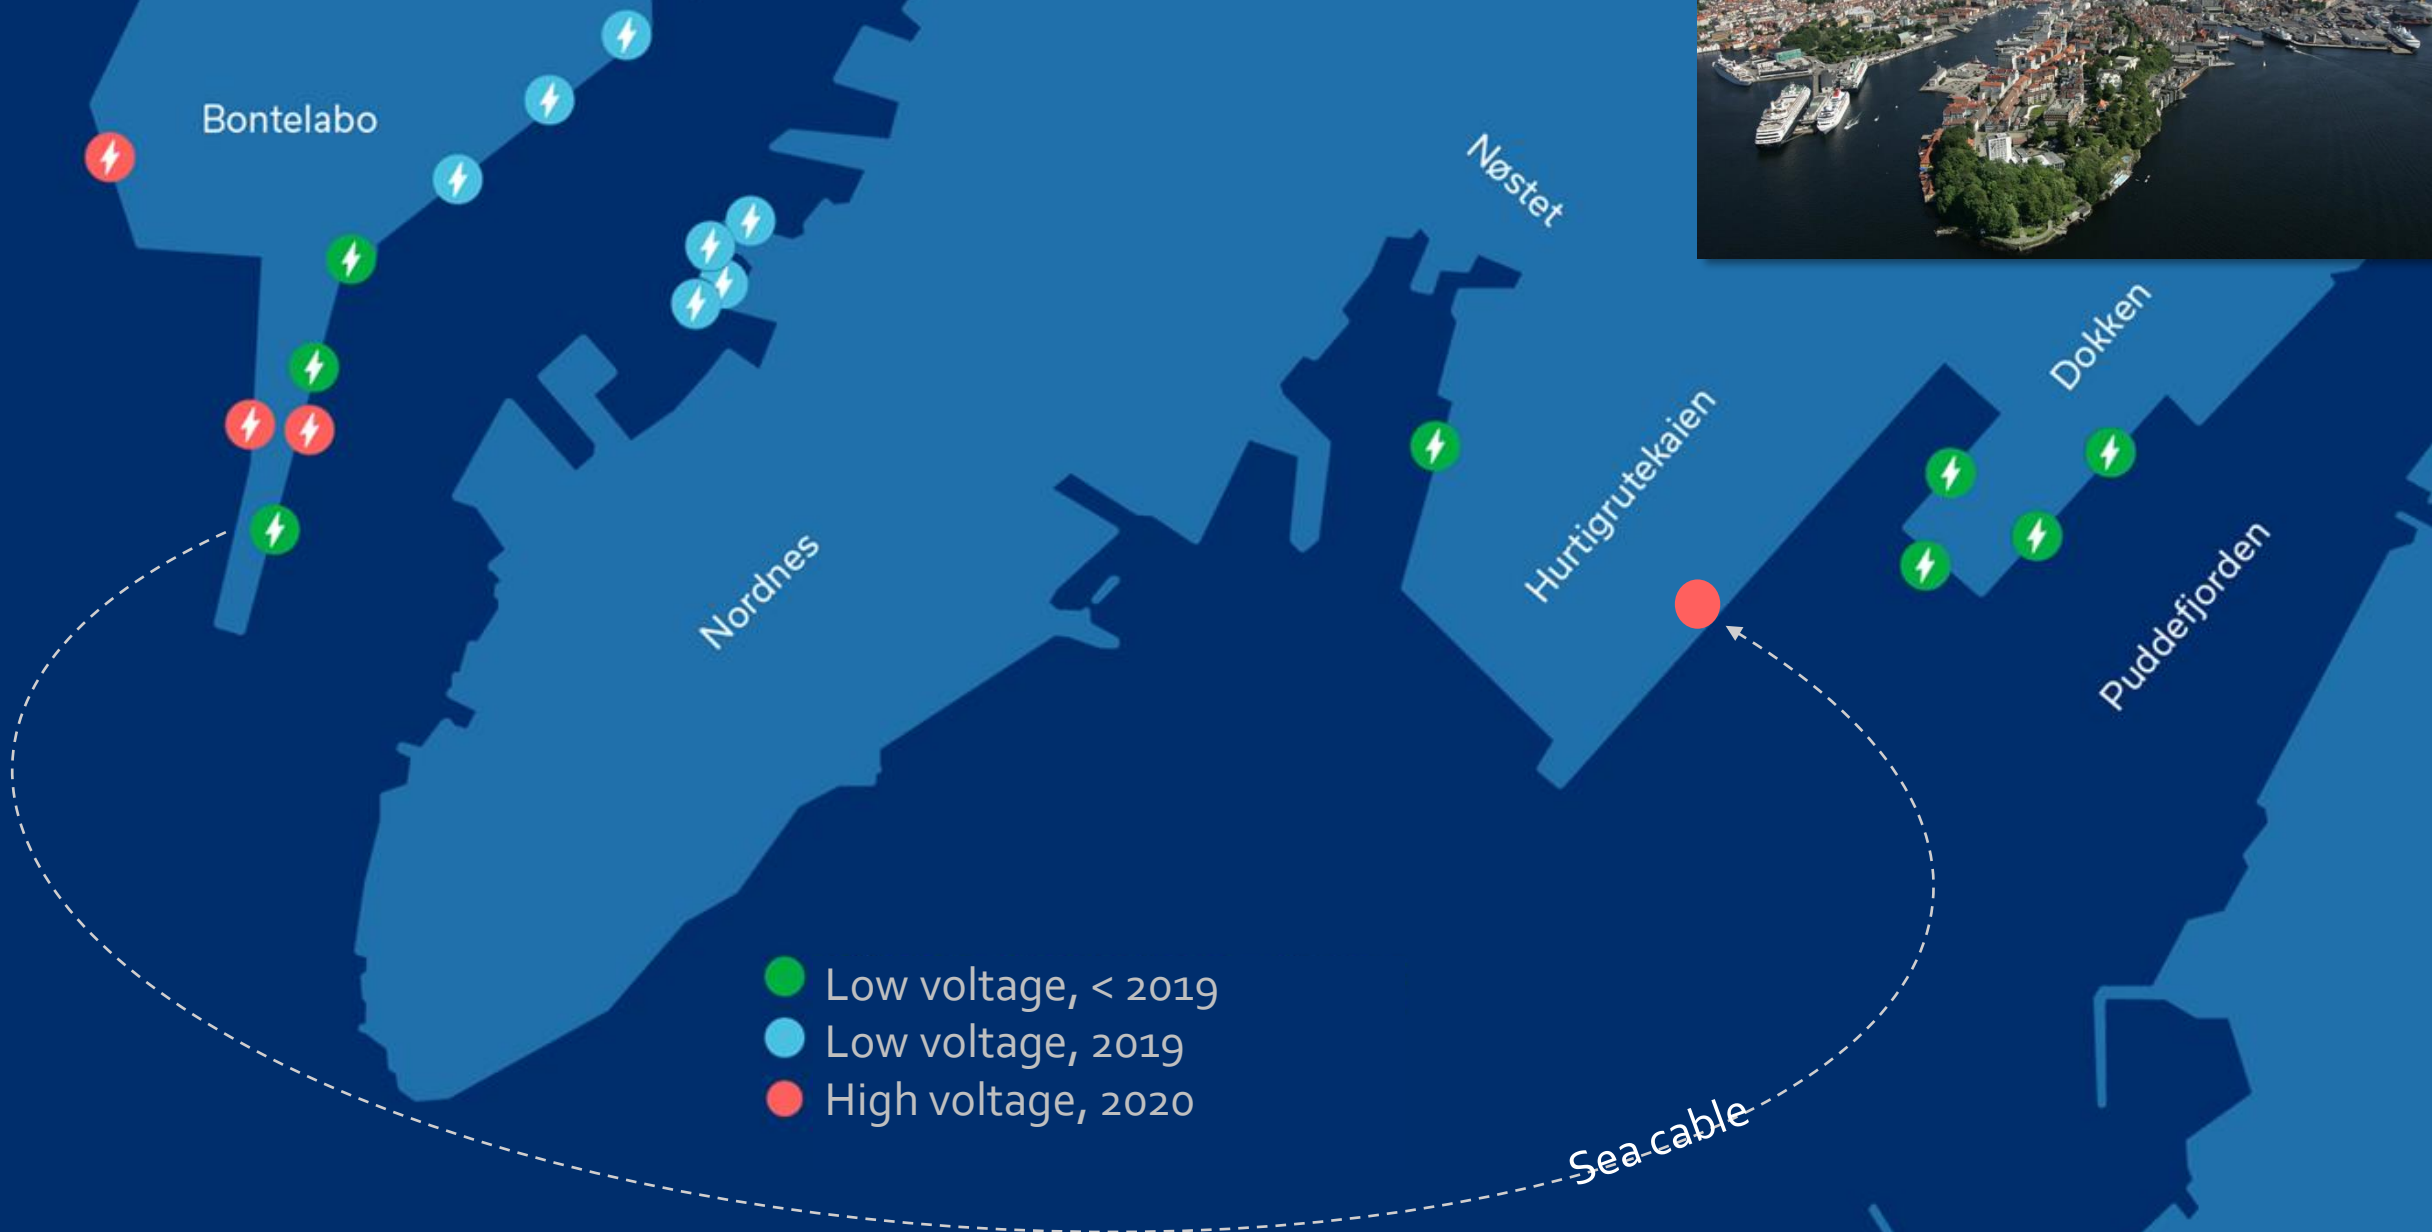 Bontelabo
Nøstet
Dokken
Hurtigrutekaien
Nordnes
Puddefjorden
Low voltage, < 2019
Low voltage, 2019
High voltage, 2020
Sea cable